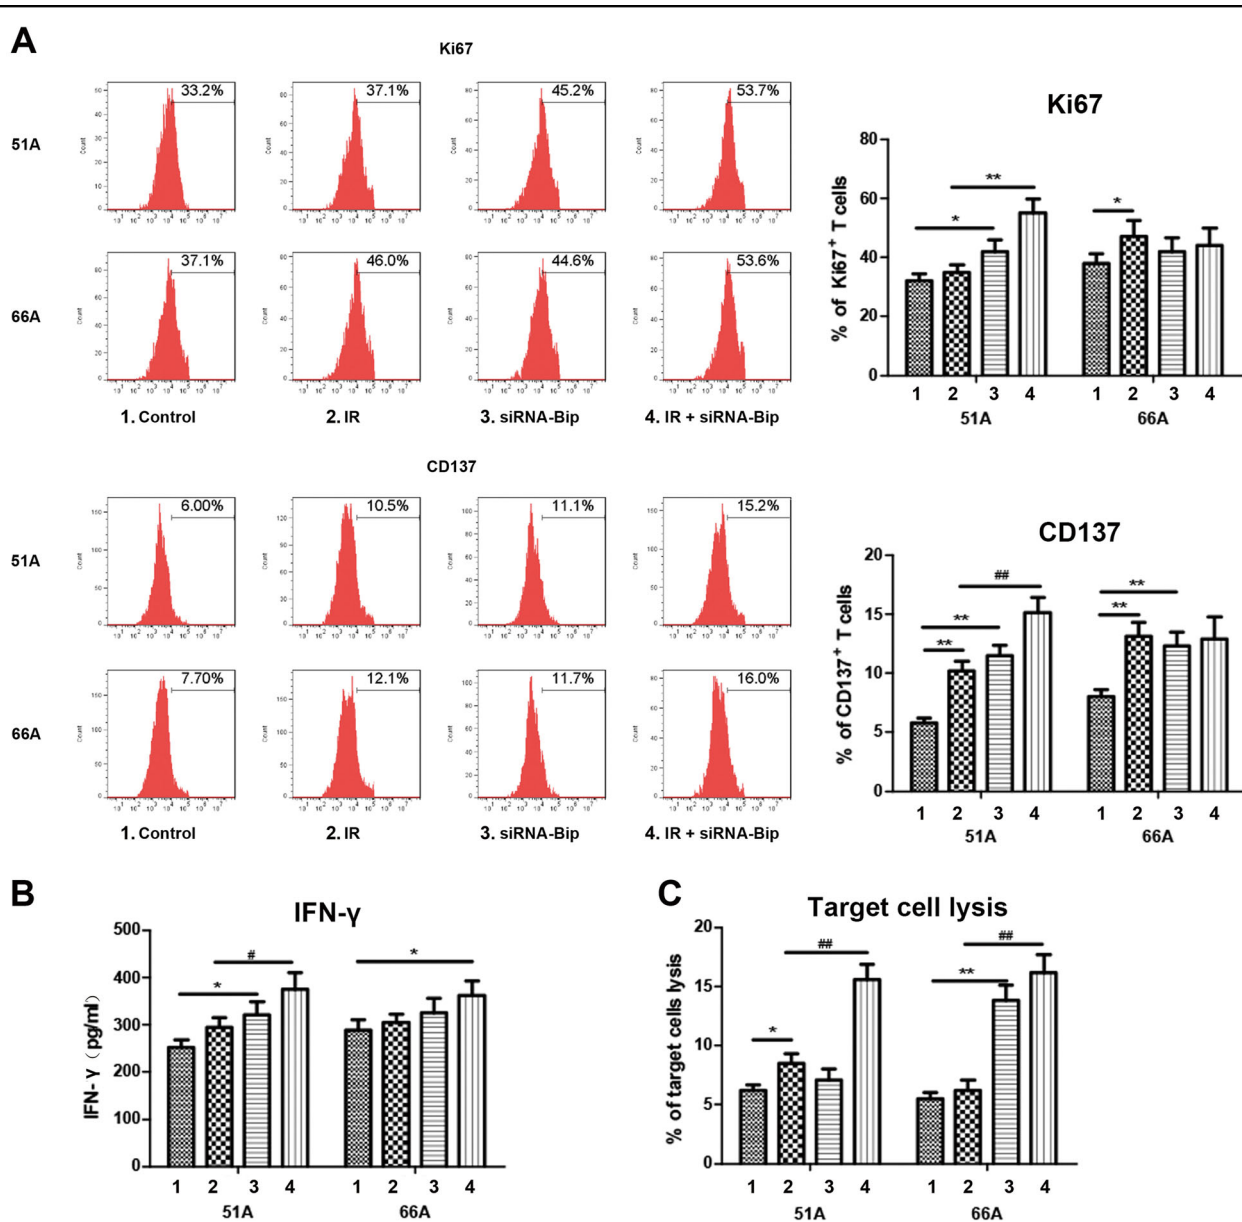 A
Ki67
51A
33.2%
37.1%
45.2%
53.7%
66A
37.1%
46.0%
44.6%
53.6%
1. Control
2. IR
3. siRNA-Bip
4. IR + siRNA-Bip
Ki67
% of Ki67+ T cells
80
60
40
20
0
*
**
*
1 2 3 4 1 2 3 4
51A 66A
CD137
51A
6.00%
10.5%
11.1%
15.2%
66A
7.70%
12.1%
11.7%
16.0%
1. Control
2. IR
3. siRNA-Bip
4. IR + siRNA-Bip
CD137
% of CD137+ T cells
20
15
10
5
0
**
**
##
**
**
1 2 3 4 1 2 3 4
51A 66A
B
IFN-γ
IFN- γ (pg/ml)
500
400
300
200
100
0
*
#
*
1 2 3 4 1 2 3 4
51A 66A
C
Target cell lysis
% of target cells lysis
20
15
10
5
0
*
##
**
##
1 2 3 4 1 2 3 4
51A 66A